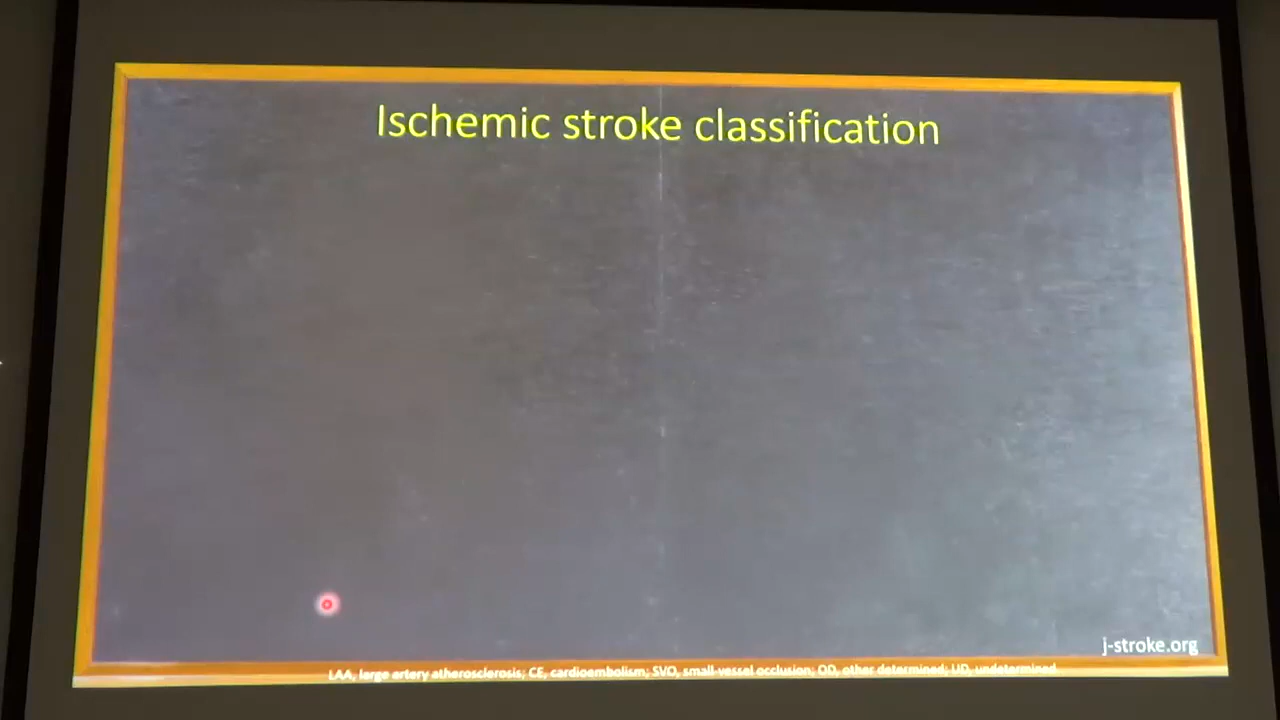 Ischemic stroke classification
j-stroke.org
LAA, large artery atherosclerosis; CE, cardioembolism; SVO, small-vessel occlusion; OD, other determined; UD, undetermined